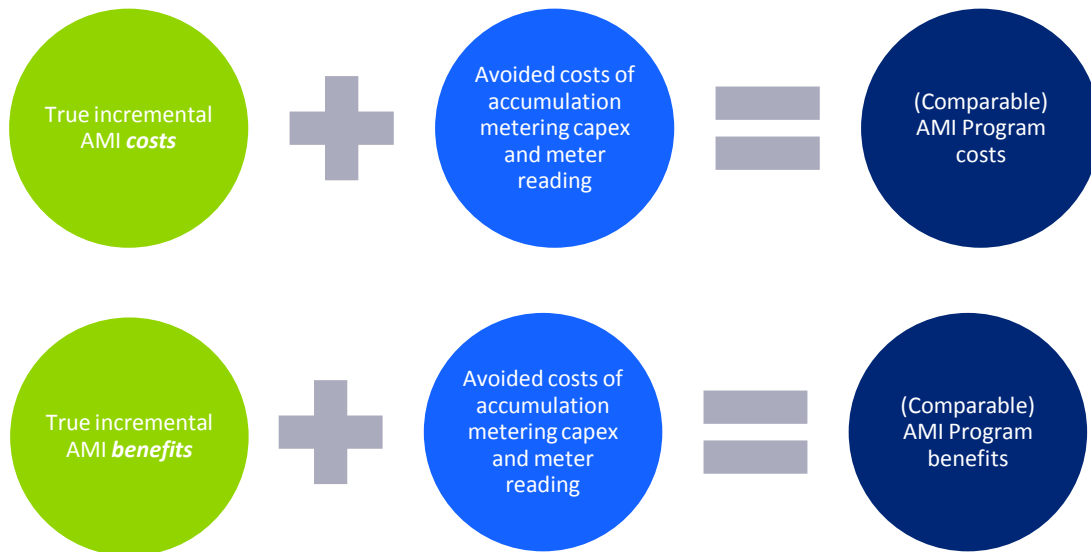 True incremental
AMI costs
Avoided costs of
accumulation
metering capex
and meter
reading
(Comparable)
AMI Program
costs
True incremental
AMI benefits
Avoided costs of
accumulation
metering capex
and meter
reading
(Comparable)
AMI Program
benefits